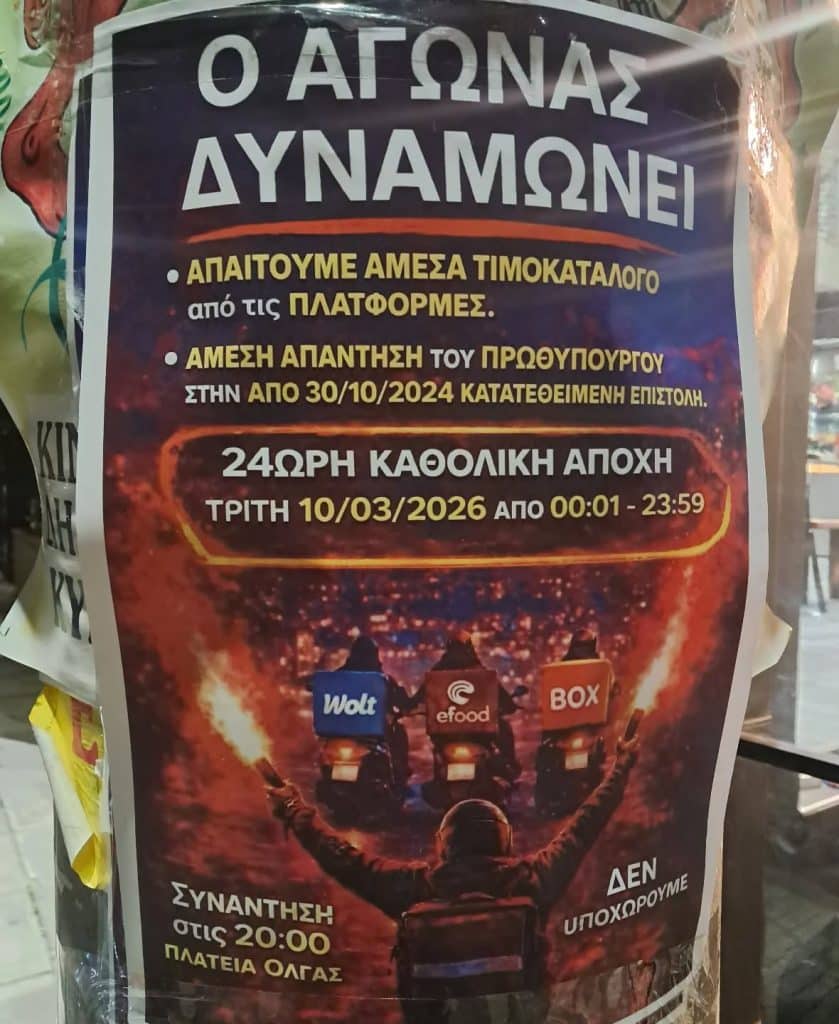 Ο ΑΓΩΝΑΣ
ΔΥΝΑΜΩΝΕΙ
• ΑΠΑΙΤΟΥΜΕ ΑΜΕΣΑ ΤΙΜΟΚΑΤΑΛΟΓΟ
από τις ΠΛΑΤΦΟΡΜΕΣ.
• ΑΜΕΣΗ ΑΠΑΝΤΗΣΗ ΤΟΥ ΠΡΩΘΥΠΟΥΡΓΟΥ
ΣΤΗΝ ΑΠΟ 30/10/2024 ΚΑΤΑΤΕΘΕΙΜΕΝΗ ΕΠΙΣΤΟΛΗ.
24ΩΡΗ ΚΑΘΟΛΙΚΗ ΑΠΟΧΗ
ΤΡΙΤΗ 10/03/2026 ΑΠΟ 00:01 - 23:59
Wolt
efood
BOX
ΣΥΝΑΝΤΗΣΗ
στις 20:00
ΠΛΑΤΕΙΑ ΟΛΓΑΣ
ΔΕΝ
ΥΠΟΧΩΡΟΥΜΕ